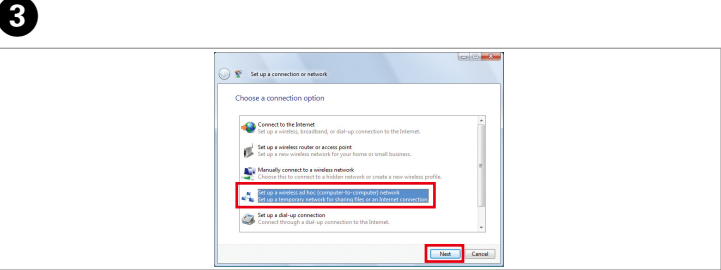 3
Set up a connection or network
Choose a connection option
Connect to the Internet
Set up a wireless, broadband, or dial-up connection to the Internet.
Set up a wireless router or access point
Set up a new wireless network for your home or small business.
Manually connect to a wireless network
Choose this to connect to a hidden network or create a new wireless profile.
Set up a wireless ad hoc (computer-to-computer) network
Set up a temporary network for sharing files or an Internet connection
Set up a dial-up connection
Connect through a dial-up connection to the Internet.
Next
Cancel